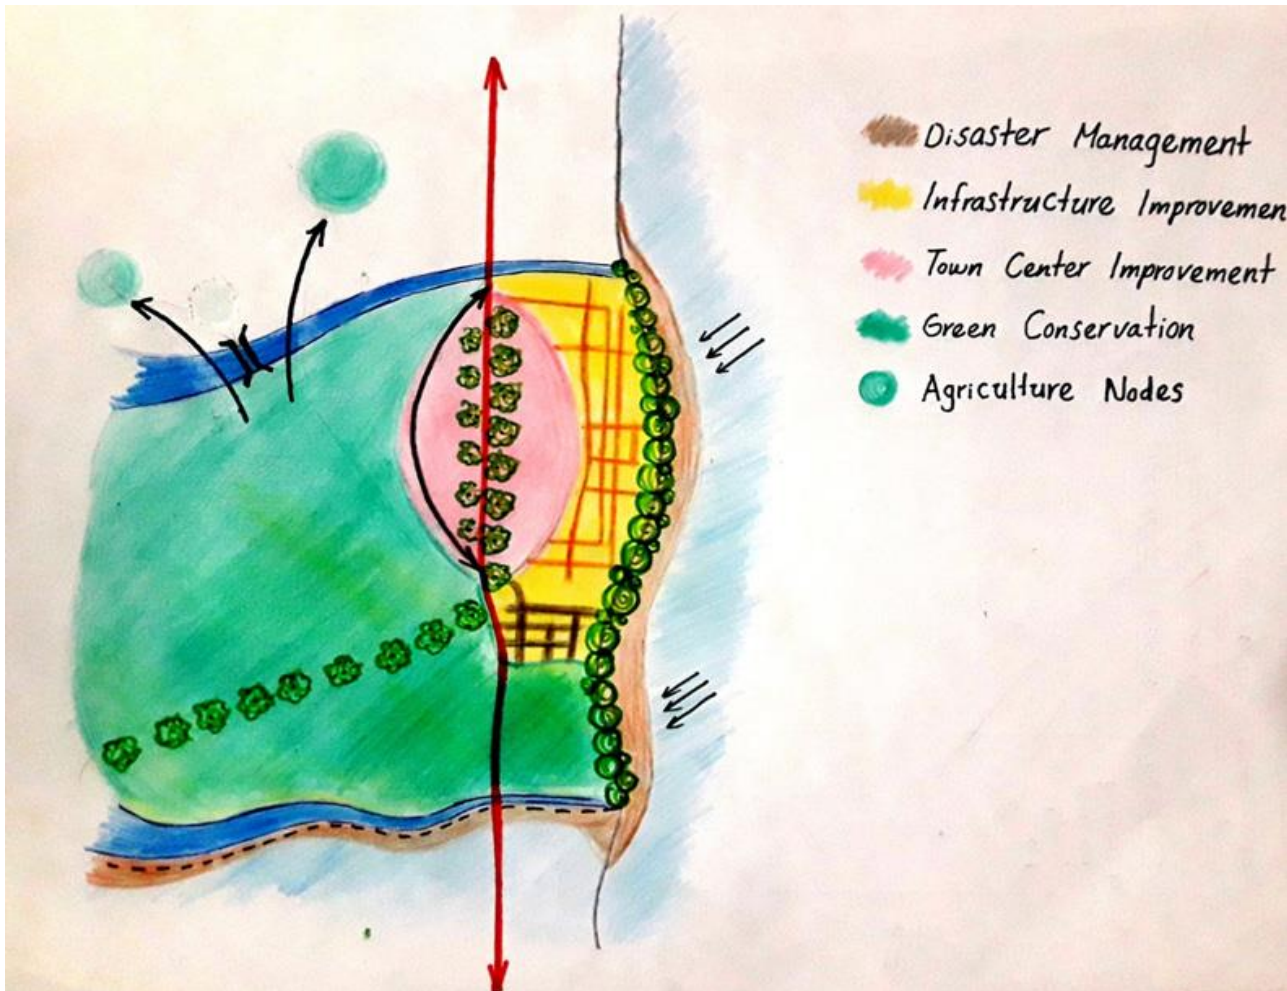 Disaster Management
Infrastructure Improvemen
Town Center Improvement
Green Conservation
Agriculture Nodes